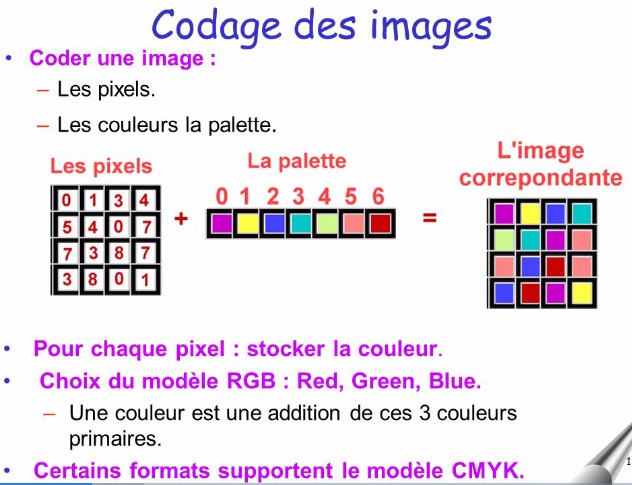 Codage des images
• Coder une image :
– Les pixels.
– Les couleurs la palette.
Les pixels
La palette
L'image
correpondante
0 1 2 3 4 5 6
0 1 3 4
5 4 0 7
7 3 8 7
3 8 0 1
+
=
• Pour chaque pixel : stocker la couleur.
• Choix du modèle RGB : Red, Green, Blue.
– Une couleur est une addition de ces 3 couleurs
primaires.
• Certains formats supportent le modèle CMYK.
1